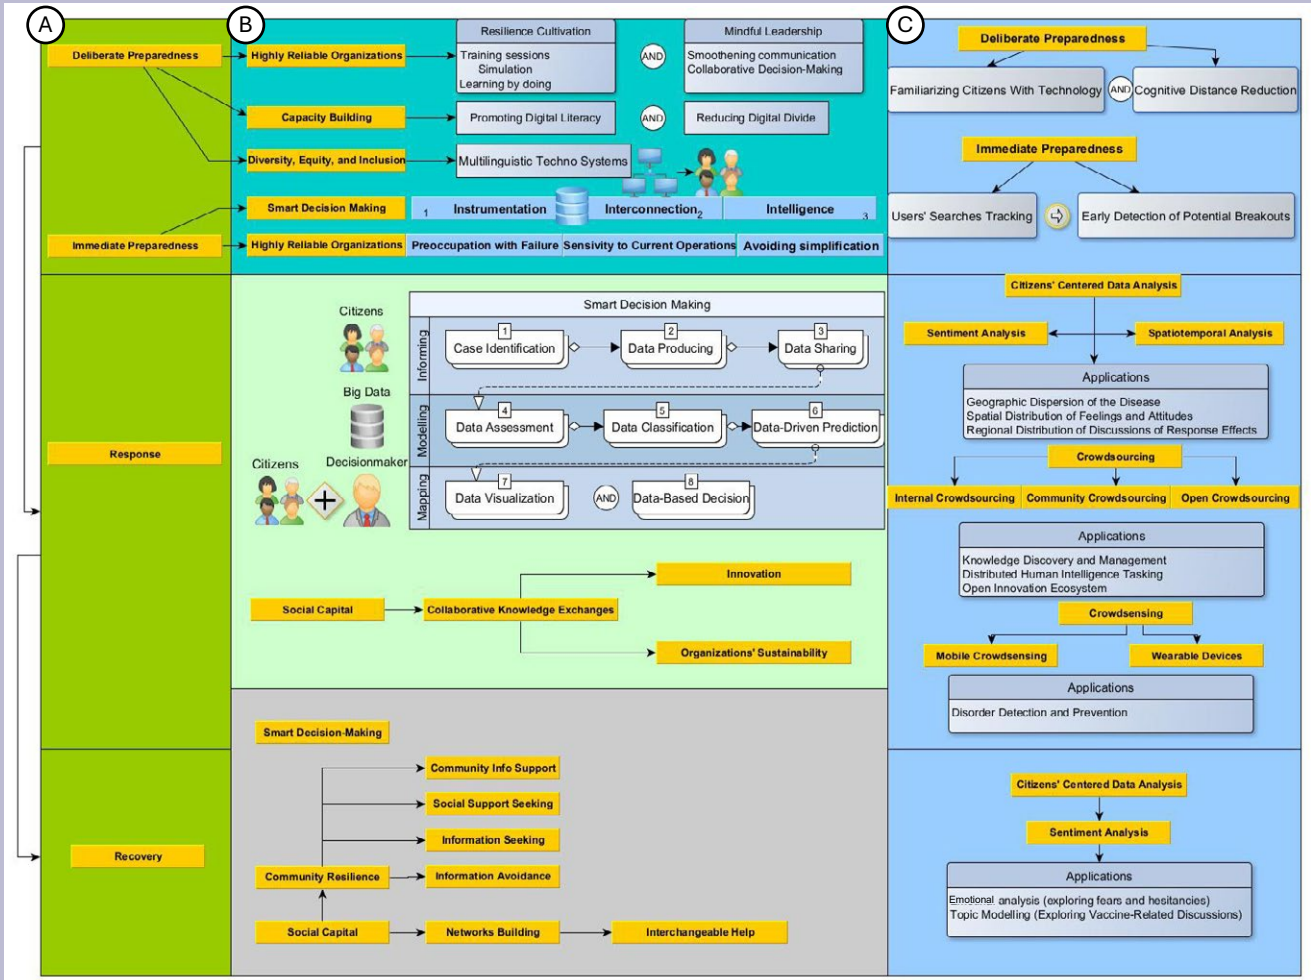 A
B
C
Deliberate Preparedness
Immediate Preparedness
Response
Recovery
Highly Reliable Organizations
Resilience Cultivation
Training sessions
Simulation
Learning by doing
AND
Mindful Leadership
Smoothening communication
Collaborative Decision-Making
Capacity Building
Promoting Digital Literacy
AND
Reducing Digital Divide
Diversity, Equity, and Inclusion
Multilinguistic Techno Systems
Smart Decision Making
1 Instrumentation
Interconnection 2
Intelligence 3
Highly Reliable Organizations
Preoccupation with Failure
Sensivity to Current Operations
Avoiding simplification
Smart Decision Making
Citizens
Informing
1
Case Identification
2
Data Producing
3
Data Sharing
Big Data
Modelling
4
Data Assessment
5
Data Classification
6
Data-Driven Prediction
Citizens
Decisionmaker
Mapping
7
Data Visualization
AND
8
Data-Based Decision
Innovation
Social Capital
Collaborative Knowledge Exchanges
Organizations' Sustainability
Smart Decision-Making
Community Info Support
Social Support Seeking
Information Seeking
Community Resilience
Information Avoidance
Social Capital
Networks Building
Interchangeable Help
Deliberate Preparedness
Familiarizing Citizens With Technology
AND
Cognitive Distance Reduction
Immediate Preparedness
Users' Searches Tracking
Early Detection of Potential Breakouts
Citizens' Centered Data Analysis
Sentiment Analysis
Spatiotemporal Analysis
Applications
Geographic Dispersion of the Disease
Spatial Distribution of Feelings and Attitudes
Regional Distribution of Discussions of Response Effects
Crowdsourcing
Internal Crowdsourcing
Community Crowdsourcing
Open Crowdsourcing
Applications
Knowledge Discovery and Management
Distributed Human Intelligence Tasking
Open Innovation Ecosystem
Crowdsensing
Mobile Crowdsensing
Wearable Devices
Applications
Disorder Detection and Prevention
Citizens' Centered Data Analysis
Sentiment Analysis
Applications
Emotional analysis (exploring fears and hesitancies)
Topic Modelling (Exploring Vaccine-Related Discussions)